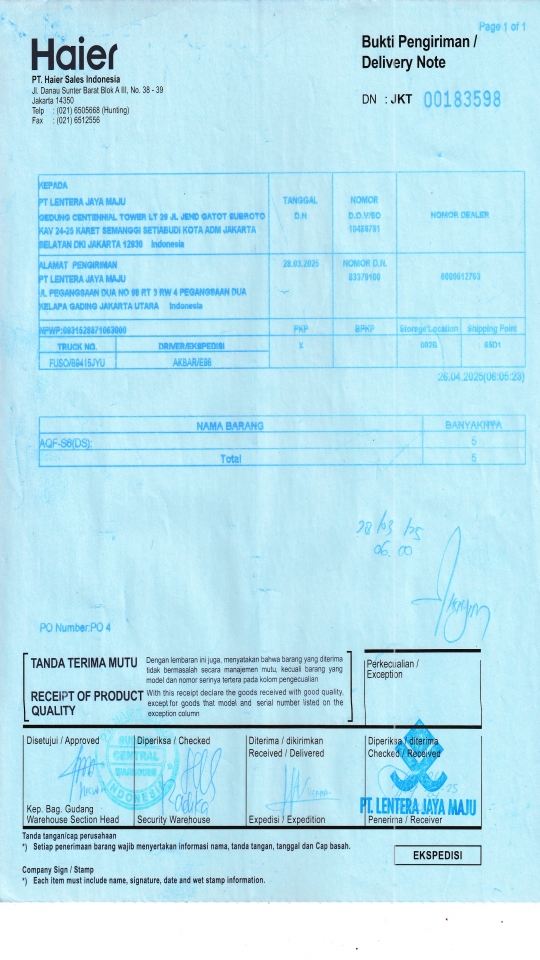 Page 1 of 1
Haier
Bukti Pengiriman /
Delivery Note
PT. Haier Sales Indonesia
Jl. Danau Sunter Barat Blok A III, No. 38 - 39
Jakarta 14350
Telp : (021) 6505668 (Hunting)
Fax : (021) 6512556
DN : JKT 00183598
KEPADA
PT LENTERA JAYA MAJU
GEDUNG CENTENNIAL TOWER LT 29 JL JEND GATOT SUBROTO
KAV 24-25 KARET SEMANGGI SETIABUDI KOTA ADM JAKARTA
SELATAN DKI JAKARTA 12930 Indonesia
TANGGAL
D.N
NOMOR
D.O.V/SO
NOMOR DEALER
ALAMAT PENGIRIMAN
PT LENTERA JAYA MAJU
JL PEGANGSAAN DUA NO 68 RT 3 RW 4 PEGANGSAAN DUA
KELAPA GADING JAKARTA UTARA Indonesia
28.03.2025
NOMOR D.N.
83379100
NPWP:
PKP
Storage Location
Shipping Point
TRUCK NO.
DRIVER/EKSPEDISI
X
FUSO/B9415JYU
AKBAR/E96
26.04.2025(06:05:23)
NAMA BARANG
BANYAKNYA
AQF-S6(DS):
5
Total
5
28/03/25
06.00
PO Number:PO 4
TANDA TERIMA MUTU
Dengan lembaran ini juga, menyatakan bahwa barang yang diterima
tidak bermasalah secara manajemen mutu, kecuali barang yang
model dan nomor serinya tertera pada kolom pengecualian
RECEIPT OF PRODUCT
QUALITY
With this receipt declare the goods received with good quality,
except for goods that model and serial number listed on the
exception column
Perkecualian /
Exception
Disetujui / Approved
Diperiksa / Checked
Diterima / dikirimkan
Received / Delivered
Diperiksa / diterima
Checked / Received
CENTRAL
WAREHOUSE
INDONESIA
PT. LENTERA JAYA MAJU
Kep. Bag. Gudang
Warehouse Section Head
Security Warehouse
Expedisi / Expedition
Penerima / Receiver
Tanda tangan/cap perusahaan
*) Setiap penerimaan barang wajib menyertakan informasi nama, tanda tangan, tanggal dan Cap basah.
EKSPEDISI
Company Sign / Stamp
*) Each item must include name, signature, date and wet stamp information.